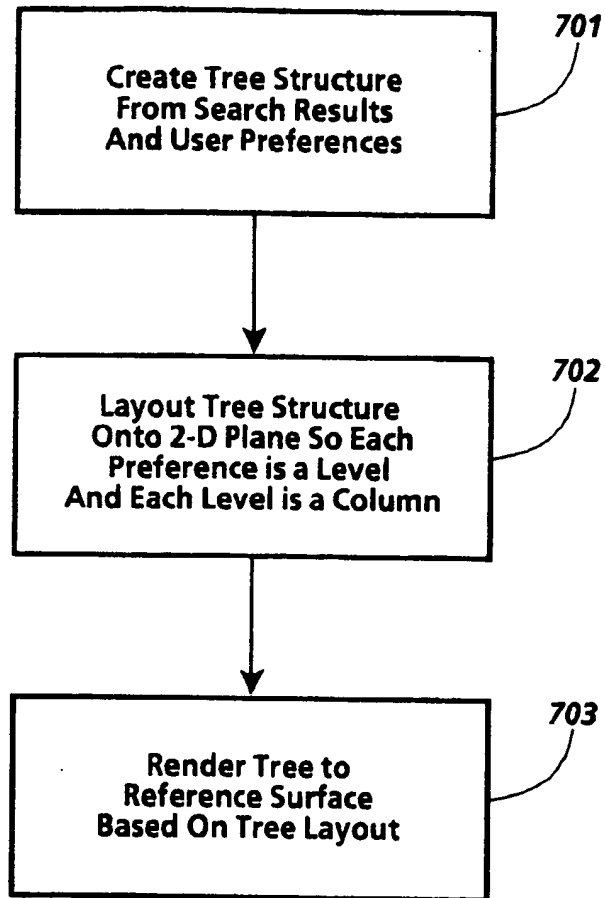 701
Create Tree Structure
From Search Results
And User Preferences
702
Layout Tree Structure
Onto 2-D Plane So Each
Preference is a Level
And Each Level is a Column
703
Render Tree to
Reference Surface
Based On Tree Layout